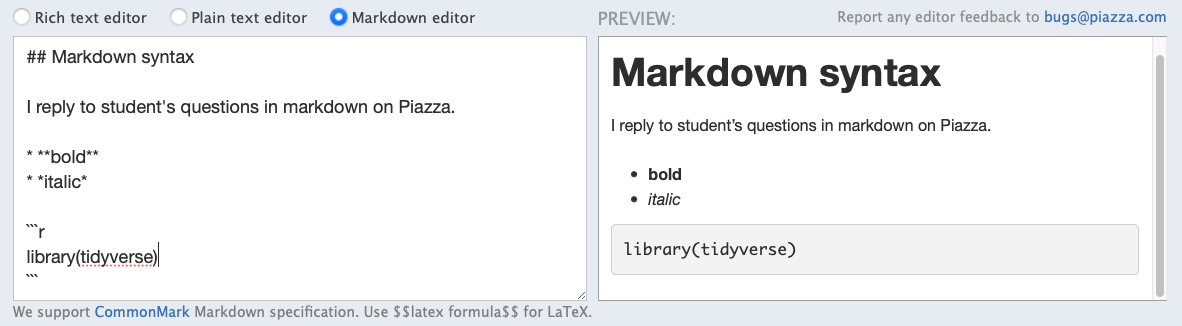 Rich text editor Plain text editor Markdown editor
## Markdown syntax
I reply to student's questions in markdown on Piazza.
* **bold**
* *italic*
```r
library(tidyverse)
```
We support CommonMark Markdown specification. Use $$latex formula$$ for LaTeX.
PREVIEW: Report any editor feedback to bugs@piazza.com
Markdown syntax
I reply to student’s questions in markdown on Piazza.
• bold
• italic
library(tidyverse)